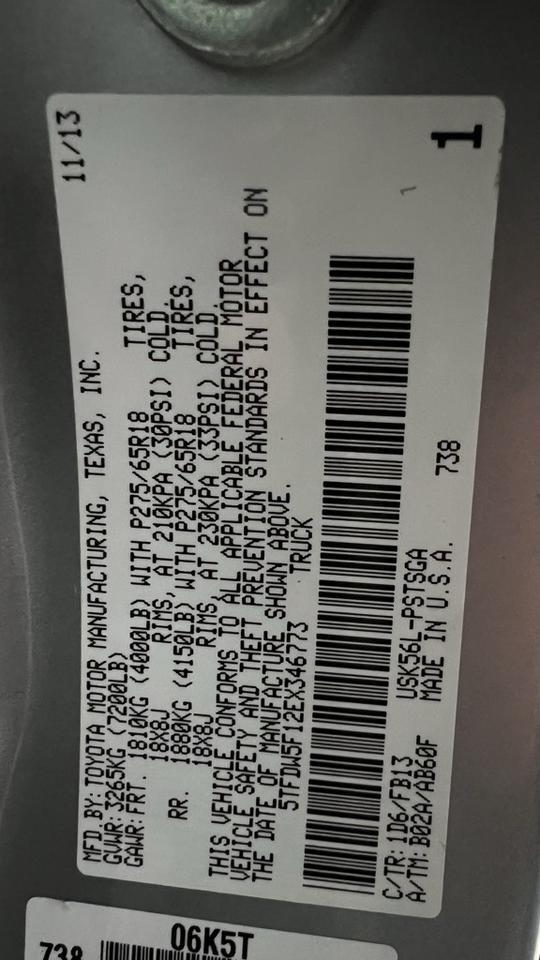 MFD. BY: TOYOTA MOTOR MANUFACTURING, TEXAS, INC. 11/13
GVWR: 3265KG (7200LB)
GAWR: FRT. 1810KG (4000LB) WITH P275/65R18 TIRES,
18X8J RIMS, AT 210KPA (30PSI) COLD.
RR. 1880KG (4150LB) WITH P275/65R18 TIRES,
18X8J RIMS, AT 230KPA (33PSI) COLD.
THIS VEHICLE CONFORMS TO ALL APPLICABLE FEDERAL MOTOR
VEHICLE SAFETY AND THEFT PREVENTION STANDARDS IN EFFECT ON
THE DATE OF MANUFACTURE SHOWN ABOVE.
5TFDW5F12EX346773 TRUCK
C/TR: 1D6/FB13 USK56L-PSTSGA 738
A/TM: B02A/AB60F MADE IN U.S.A. 1
06K5T
738